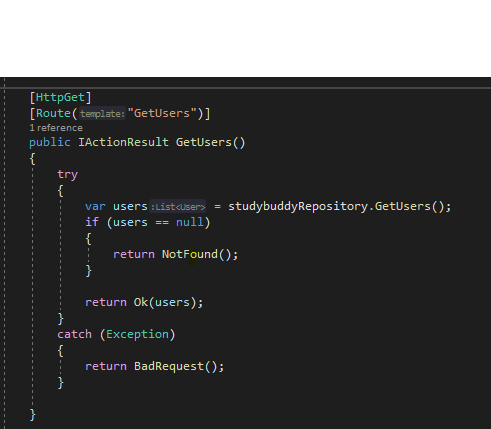 [HttpGet]
[Route(template:"GetUsers")]
1 reference
public IActionResult GetUsers()
{
try
{
var users :List<User> = studybuddyRepository.GetUsers();
if (users == null)
{
return NotFound();
}
return Ok(users);
}
catch (Exception)
{
return BadRequest();
}
}